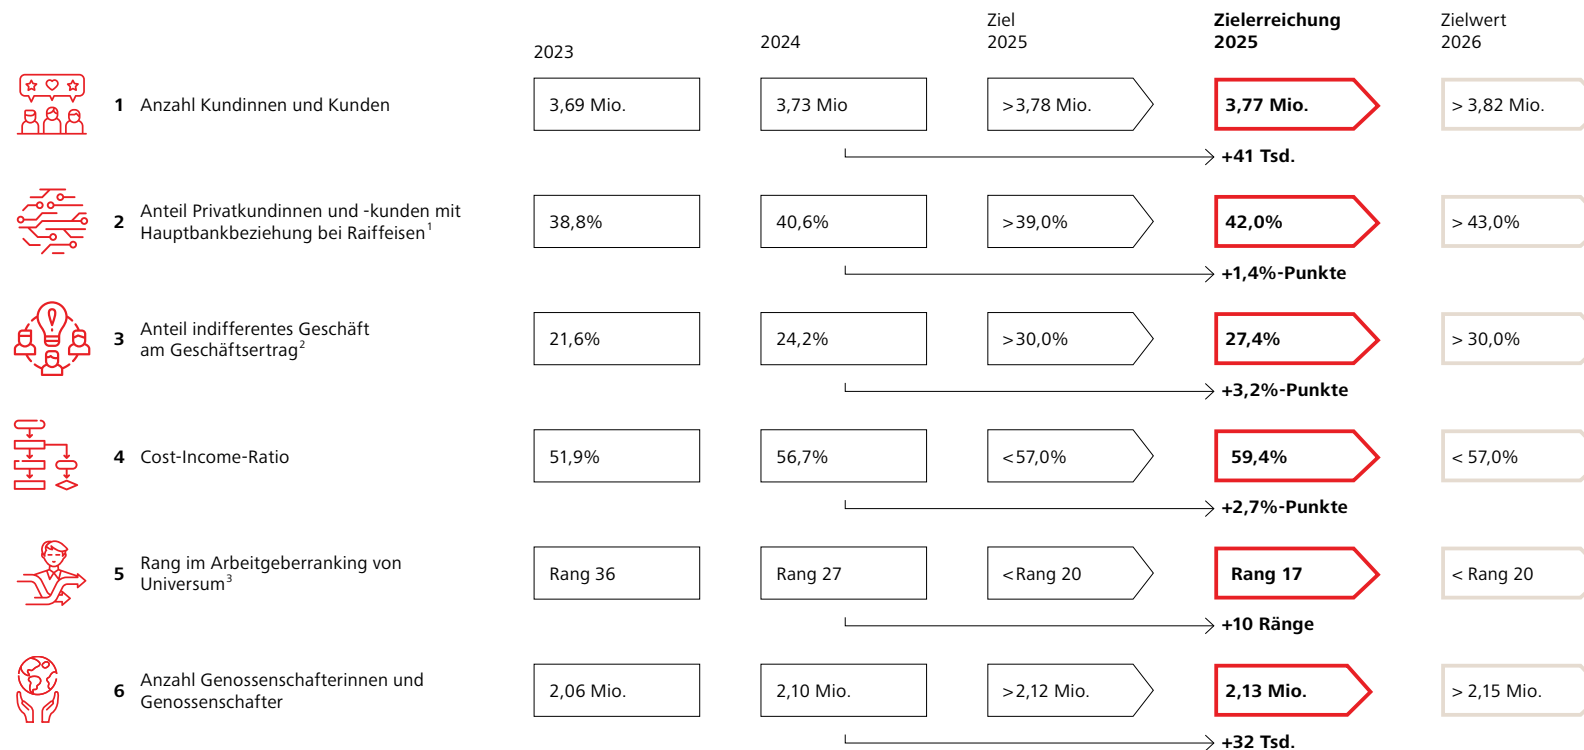 2023
2024
Ziel
2025
Zielerreichung
2025
Zielwert
2026
1 Anzahl Kundinnen und Kunden 3,69 Mio. 3,73 Mio >3,78 Mio. 3,77 Mio. > 3,82 Mio.
+41 Tsd.
2 Anteil Privatkundinnen und -kunden mit
Hauptbankbeziehung bei Raiffeisen1
38,8% 40,6% >39,0% 42,0% > 43,0%
+1,4%-Punkte
3 Anteil indifferentes Geschäft
am Geschäftsertrag2
21,6% 24,2% >30,0% 27,4% > 30,0%
+3,2%-Punkte
4 Cost-Income-Ratio 51,9% 56,7% <57,0% 59,4% < 57,0%
+2,7%-Punkte
5 Rang im Arbeitgeberranking von
Universum3
Rang 36 Rang 27 <Rang 20 Rang 17 < Rang 20
+10 Ränge
6 Anzahl Genossenschafterinnen und
Genossenschafter
2,06 Mio. 2,10 Mio. >2,12 Mio. 2,13 Mio. > 2,15 Mio.
+32 Tsd.